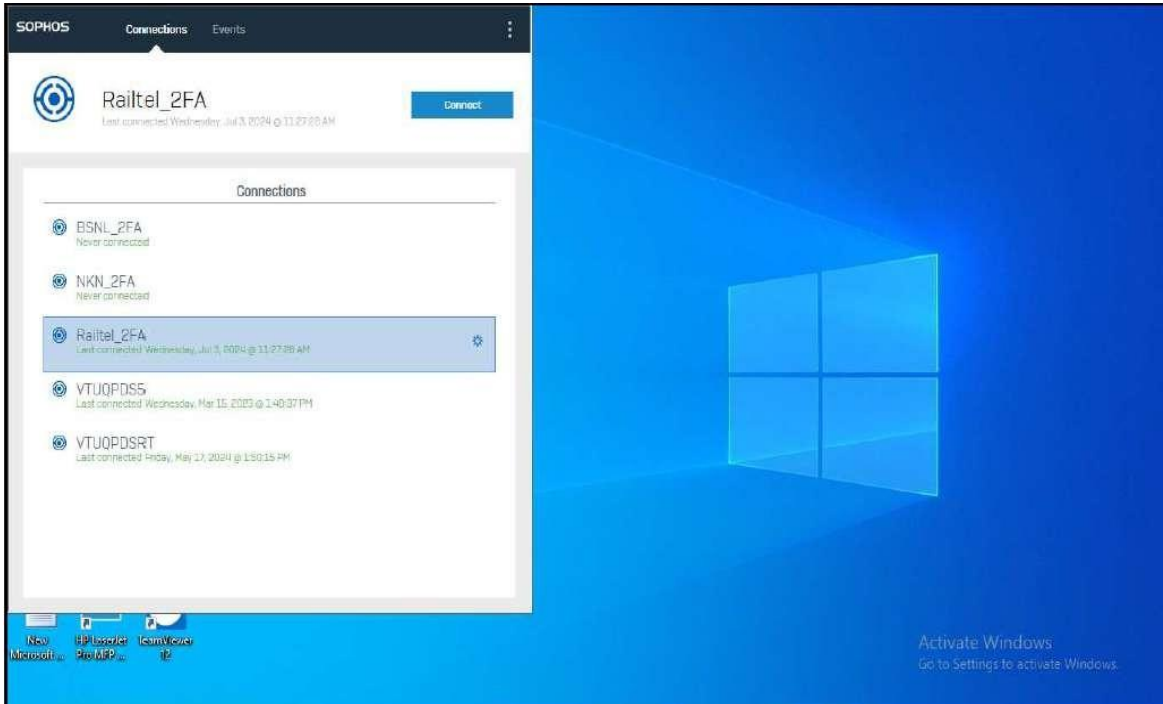 SOPHOS Connections Events
Railtel_2FA
Last connected Wednesday, Jul 3, 2024 @ 11:27:28 AM
Connect
Connections
BSNL_2FA
Never connected
NKN_2FA
Never connected
Railtel_2FA
Last connected Wednesday, Jul 3, 2024 @ 11:27:28 AM
VTUQPDS5
Last connected Wednesday, Mar 15, 2023 @ 1:48:37 PM
VTUQPDSRT
Last connected Friday, May 17, 2024 @ 1:50:15 PM
New HP LaserJet TeamViewer
Microsoft ... Pro MFP ... 12
Activate Windows
Go to Settings to activate Windows.